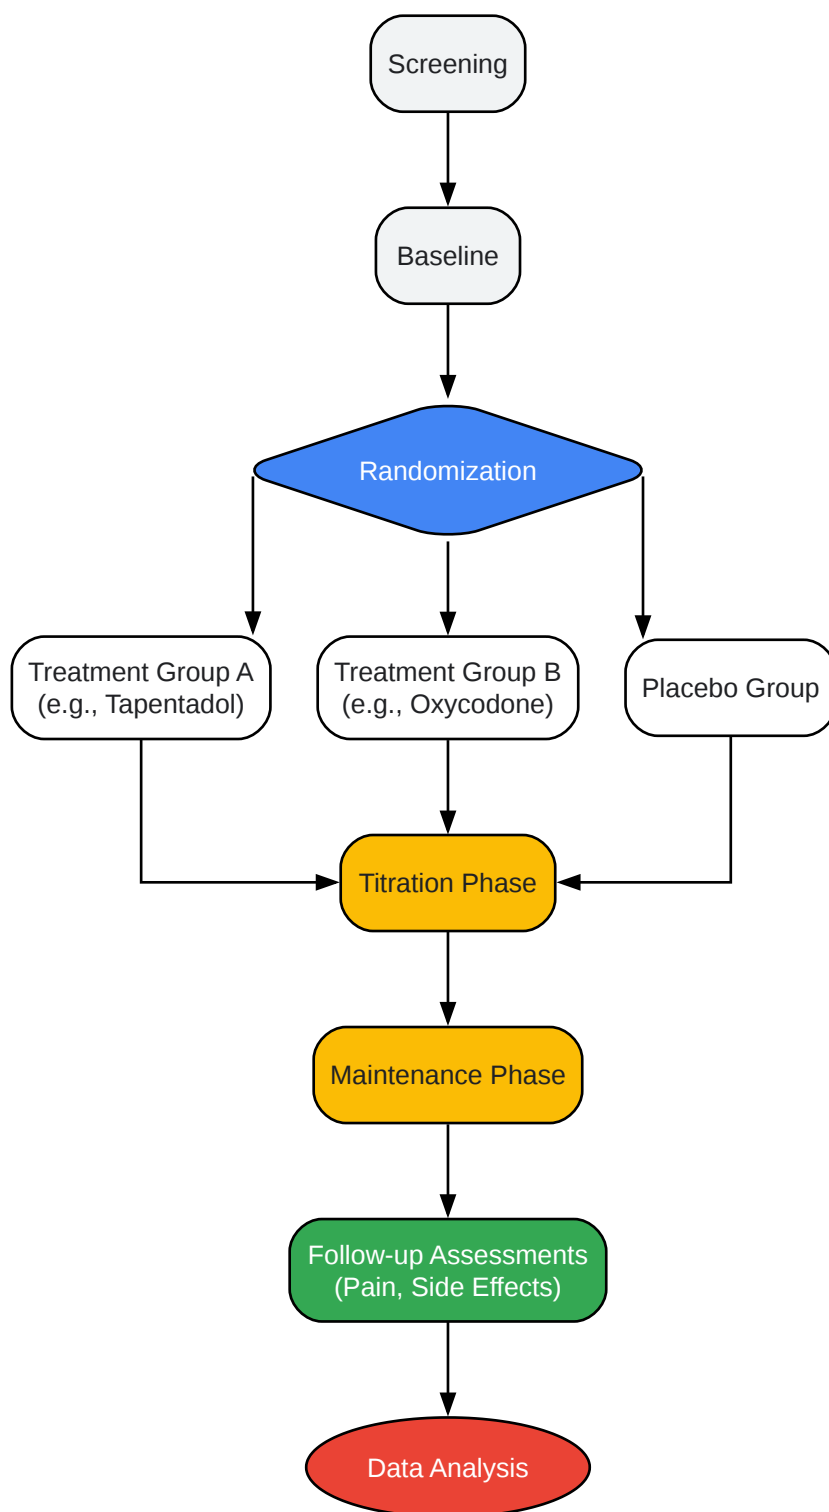 Screening
Baseline
Randomization
Treatment Group A
(e.g., Tapentadol)
Treatment Group B
(e.g., Oxycodone)
Placebo Group
Titration Phase
Maintenance Phase
Follow-up Assessments
(Pain, Side Effects)
Data Analysis